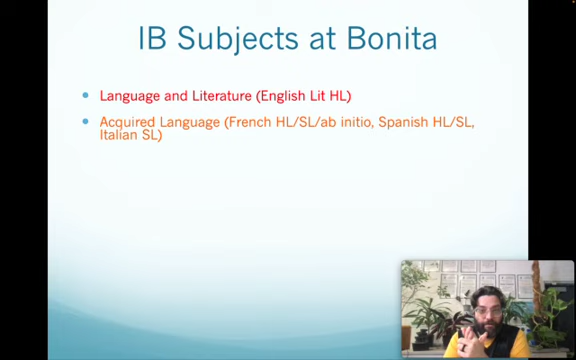 IB Subjects at Bonita
Language and Literature (English Lit HL)
Acquired Language (French HL/SL/ab initio, Spanish HL/SL,
Italian SL)